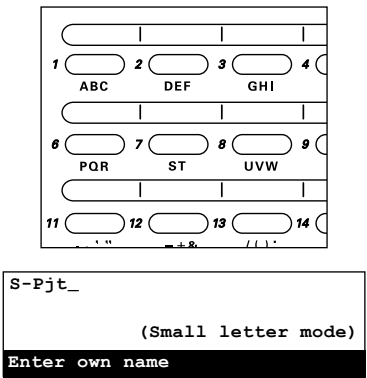 1 2 3 4
ABC DEF GHI
6 7 8 9
PQR ST UVW
11 12 13 14
S-Pjt_
(Small letter mode)
Enter own name